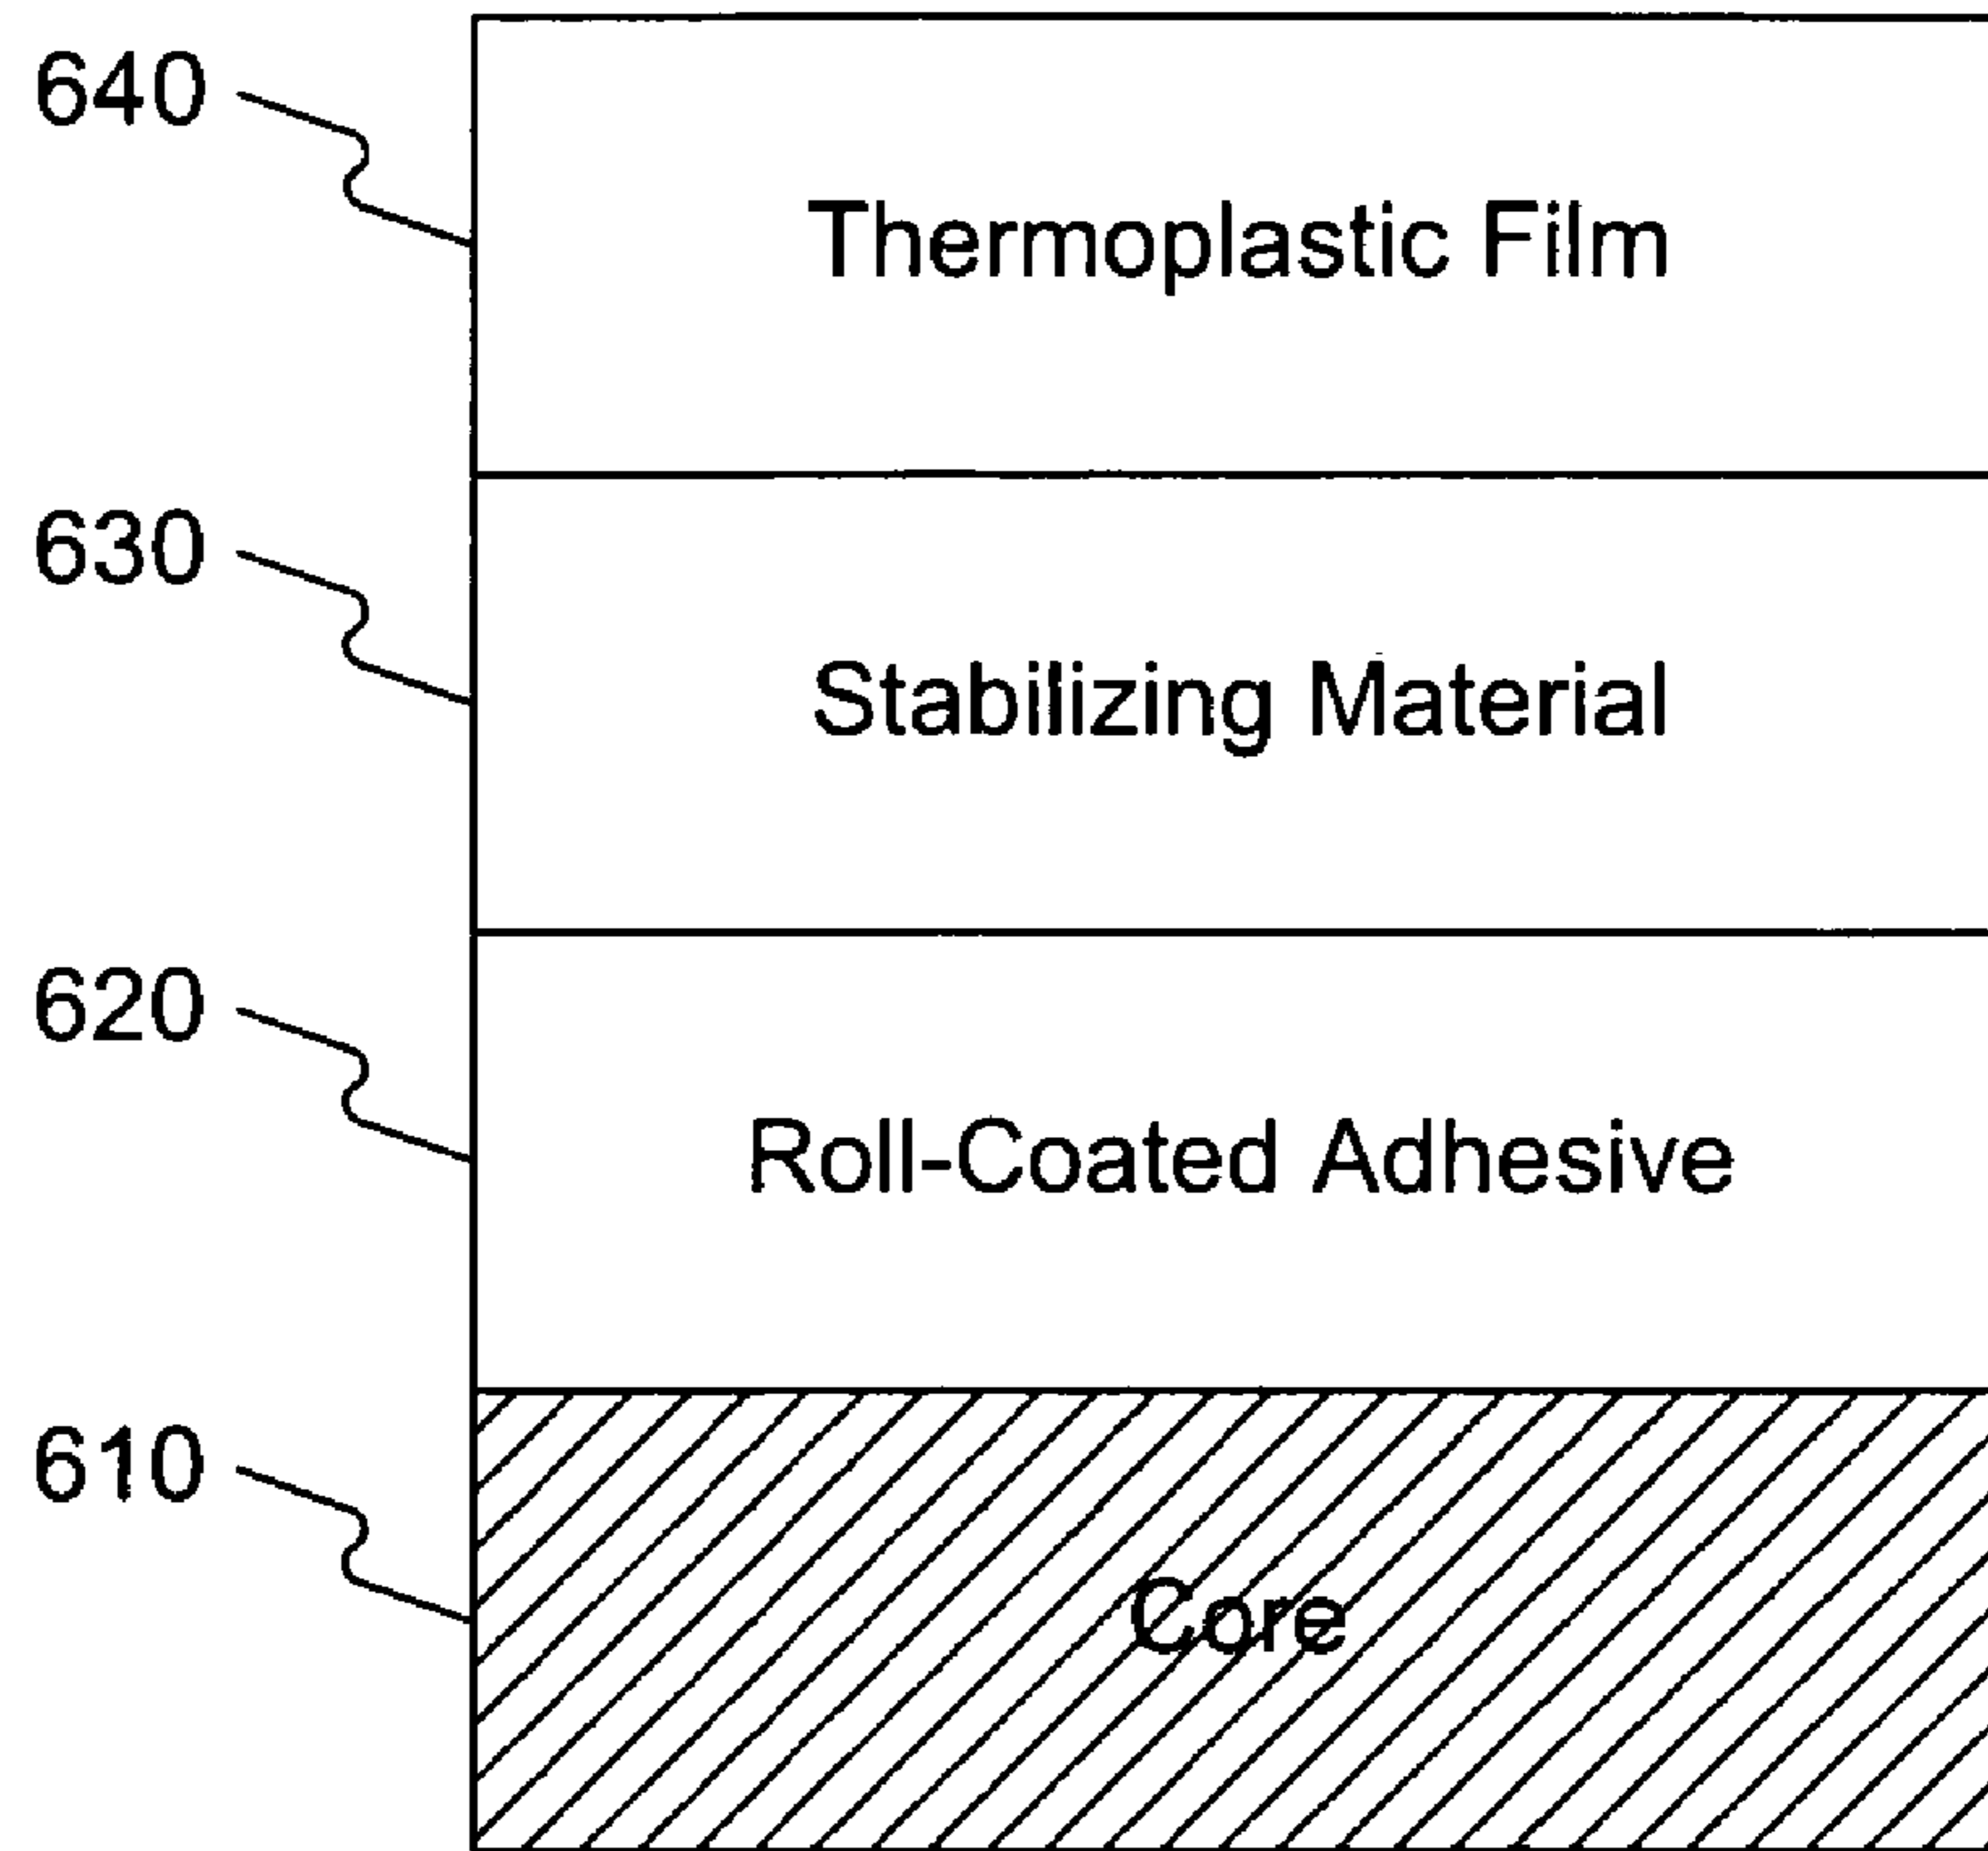 640
Thermoplastic Film
630
Stabilizing Material
620
Roll-Coated Adhesive
610
Core